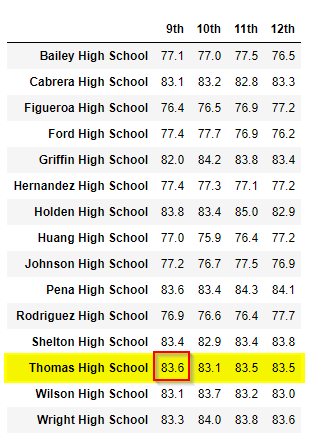 9th 10th 11th 12th
Bailey High School 77.1 77.0 77.5 76.5
Cabrera High School 83.1 83.2 82.8 83.3
Figueroa High School 76.4 76.5 76.9 77.2
Ford High School 77.4 77.7 76.9 76.2
Griffin High School 82.0 84.2 83.8 83.4
Hernandez High School 77.4 77.3 77.1 77.2
Holden High School 83.8 83.4 85.0 82.9
Huang High School 77.0 75.9 76.4 77.2
Johnson High School 77.2 76.7 77.5 76.9
Pena High School 83.6 83.4 84.3 84.1
Rodriguez High School 76.9 76.6 76.4 77.7
Shelton High School 83.4 82.9 83.4 83.8
Thomas High School 83.6 83.1 83.5 83.5
Wilson High School 83.1 83.7 83.2 83.0
Wright High School 83.3 84.0 83.8 83.6